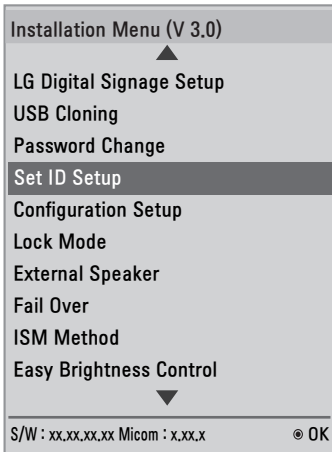 Installation Menu (V 3.0)
LG Digital Signage Setup
USB Cloning
Password Change
Set ID Setup
Configuration Setup
Lock Mode
External Speaker
Fail Over
ISM Method
Easy Brightness Control
S/W : xx.xx.xx.xx Micom : x.xx.x ◉ OK